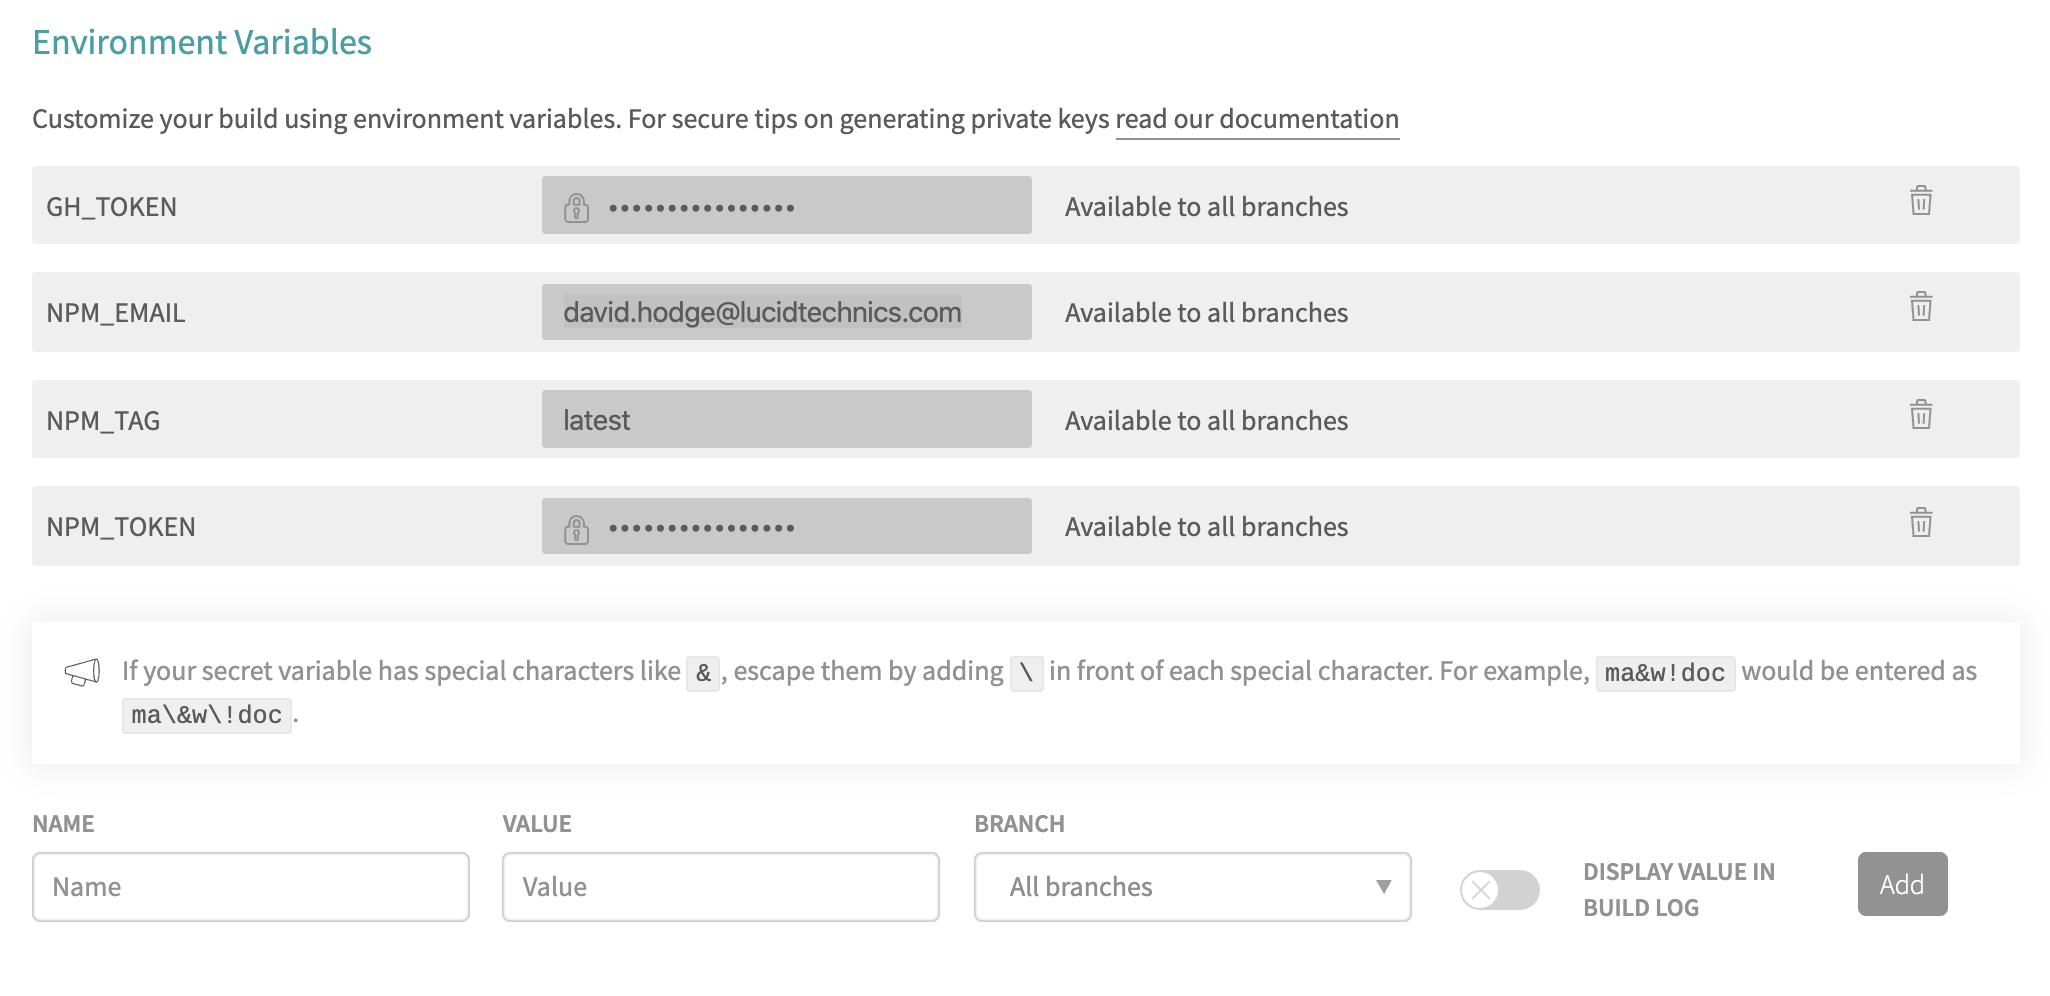 Environment Variables
Customize your build using environment variables. For secure tips on generating private keys read our documentation
GH_TOKEN •••••••••••••••• Available to all branches
NPM_EMAIL david.hodge@lucidtechnics.com Available to all branches
NPM_TAG latest Available to all branches
NPM_TOKEN •••••••••••••••• Available to all branches
If your secret variable has special characters like &, escape them by adding \ in front of each special character. For example, ma&w!doc would be entered as
ma\&w\!doc.
NAME VALUE BRANCH
Name Value All branches DISPLAY VALUE IN Add
BUILD LOG